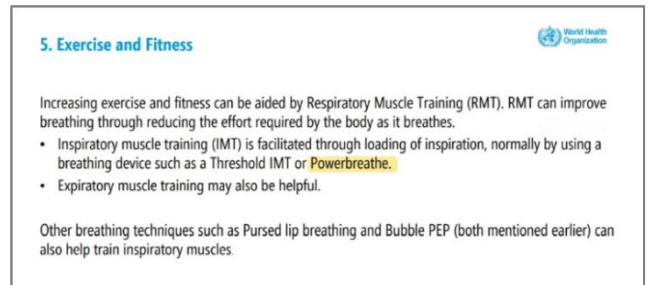 5. Exercise and Fitness
World Health
Organization
Increasing exercise and fitness can be aided by Respiratory Muscle Training (RMT). RMT can improve
breathing through reducing the effort required by the body as it breathes.
• Inspiratory muscle training (IMT) is facilitated through loading of inspiration, normally by using a
breathing device such as a Threshold IMT or Powerbreathe.
• Expiratory muscle training may also be helpful.
Other breathing techniques such as Pursed lip breathing and Bubble PEP (both mentioned earlier) can
also help train inspiratory muscles.